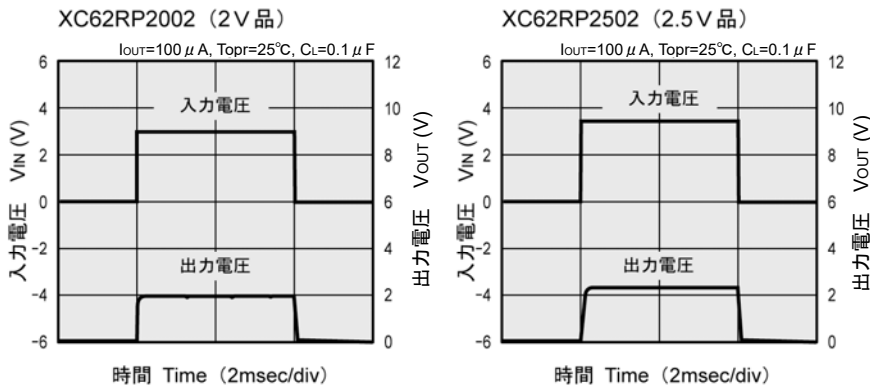 XC62RP2002（2V品）
IOUT=100μA, Topr=25℃, CL=0.1μF
6
4
2
0
-2
-4
-6
入力電圧 VIN (V)
12
10
8
6
4
2
0
出力電圧 VOUT (V)
入力電圧
出力電圧
時間 Time（2msec/div）
XC62RP2502（2.5V品）
IOUT=100μA, Topr=25℃, CL=0.1μF
6
4
2
0
-2
-4
-6
入力電圧 VIN (V)
12
10
8
6
4
2
0
出力電圧 VOUT (V)
入力電圧
出力電圧
時間 Time（2msec/div）